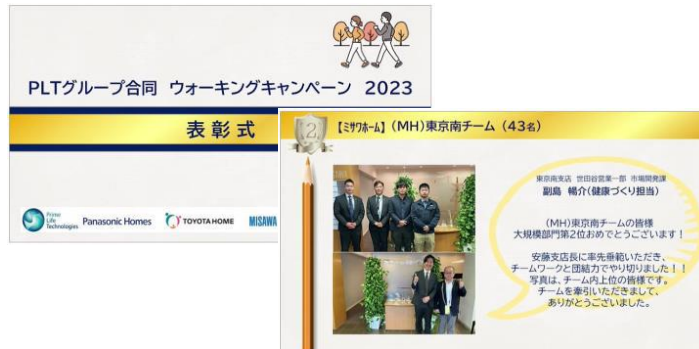 PLTグループ合同 ウォーキングキャンペーン 2023
表彰式
Prime
Life
Technologies
Panasonic Homes
TOYOTA HOME
MISAWA
2
【ミサワホーム】(MH)東京南チーム(43名)
東京南支店 世田谷営業一部 市場開発課
副島 暢介(健康づくり担当)
(MH)東京南チームの皆様
大規模部門第2位おめでとうございます!
安藤支店長に率先垂範いただき、
チームワークと団結力でやり切りました!!
写真は、チーム内上位の皆様です。
チームを牽引いただきまして、
ありがとうございました。